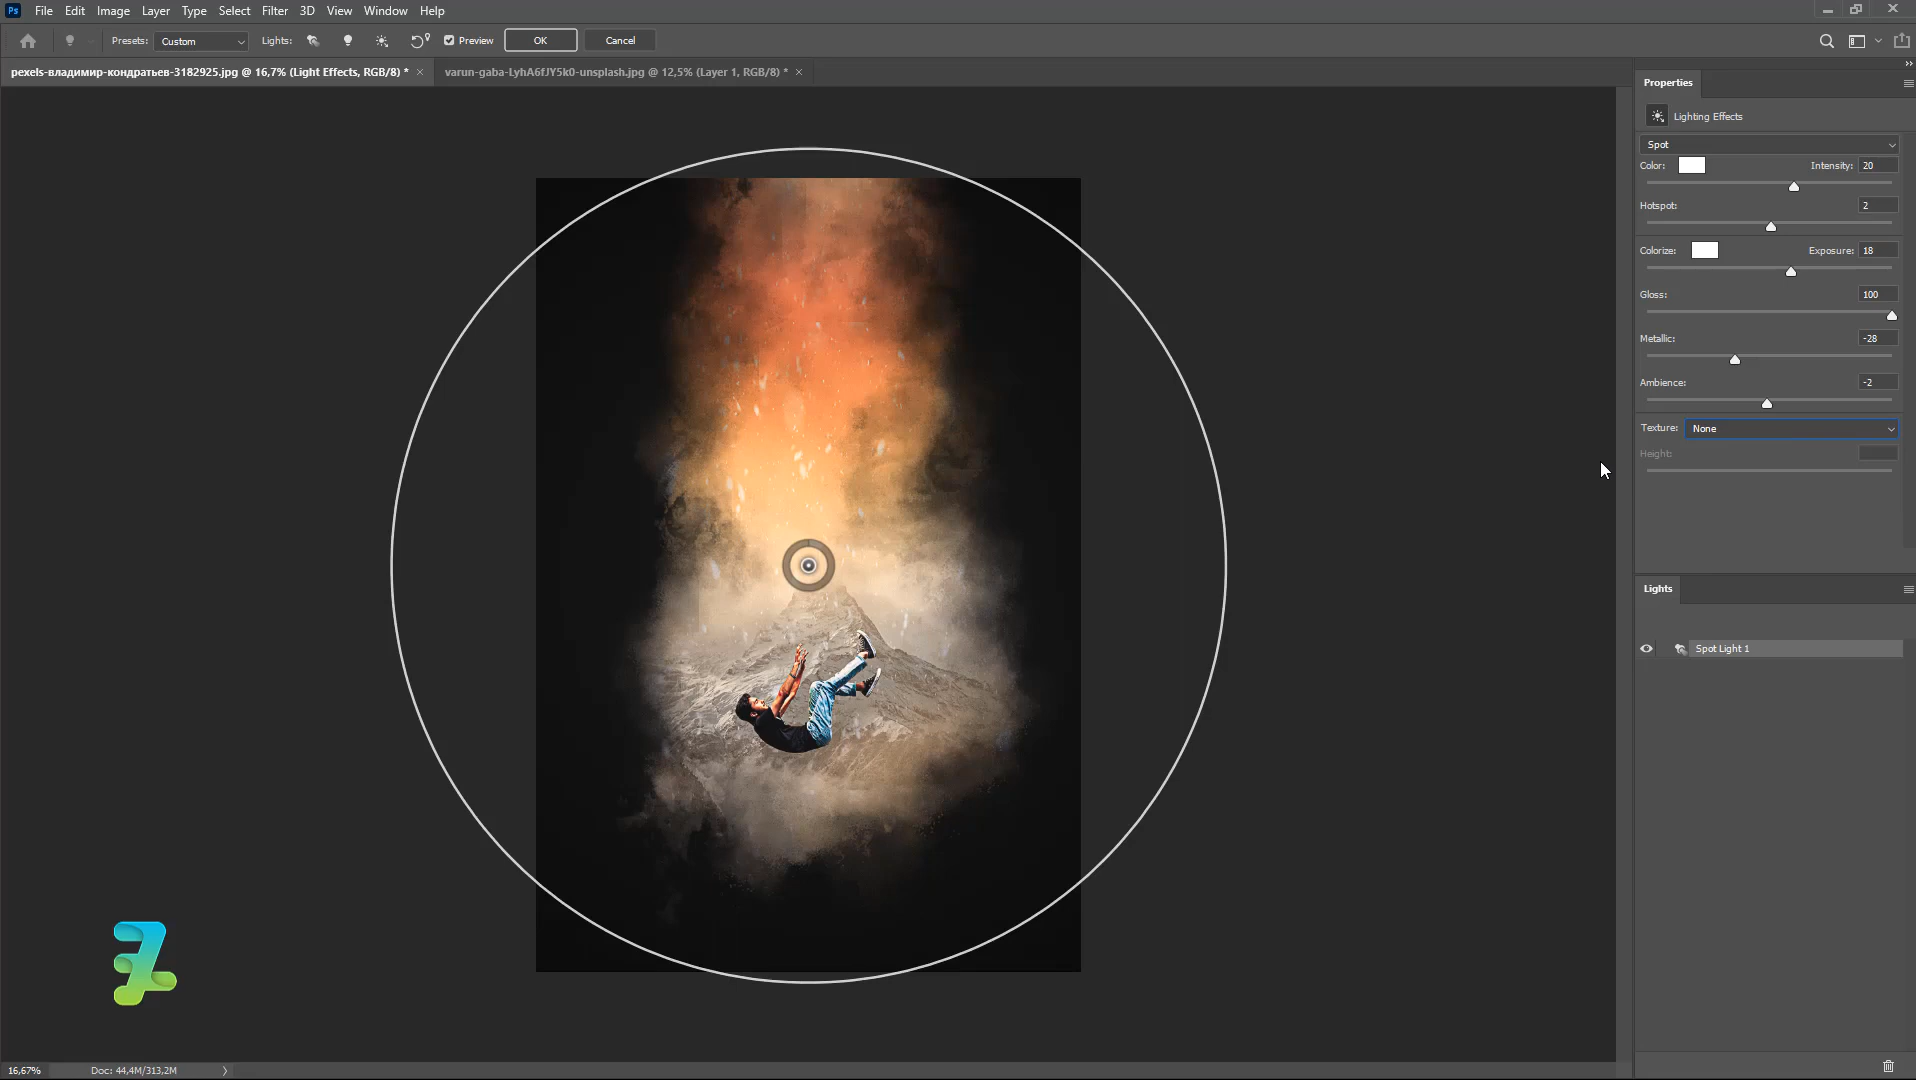 Ps File Edit Image Layer Type Select Filter 3D View Window Help
Presets: Custom Lights: Preview OK Cancel
pexels-владимир-кондратьев-3182925.jpg @ 16,7% (Light Effects, RGB/8) * × varun-gaba-LyhA6fJY5k0-unsplash.jpg @ 12,5% (Layer 1, RGB/8) * ×
Properties
Lighting Effects
Spot
Color: Intensity: 20
Hotspot: 2
Colorize: Exposure: 18
Gloss: 100
Metallic: -28
Ambience: -2
Texture: None
Height:
Lights
Spot Light 1
16,67% Doc: 44,4M/313,2M